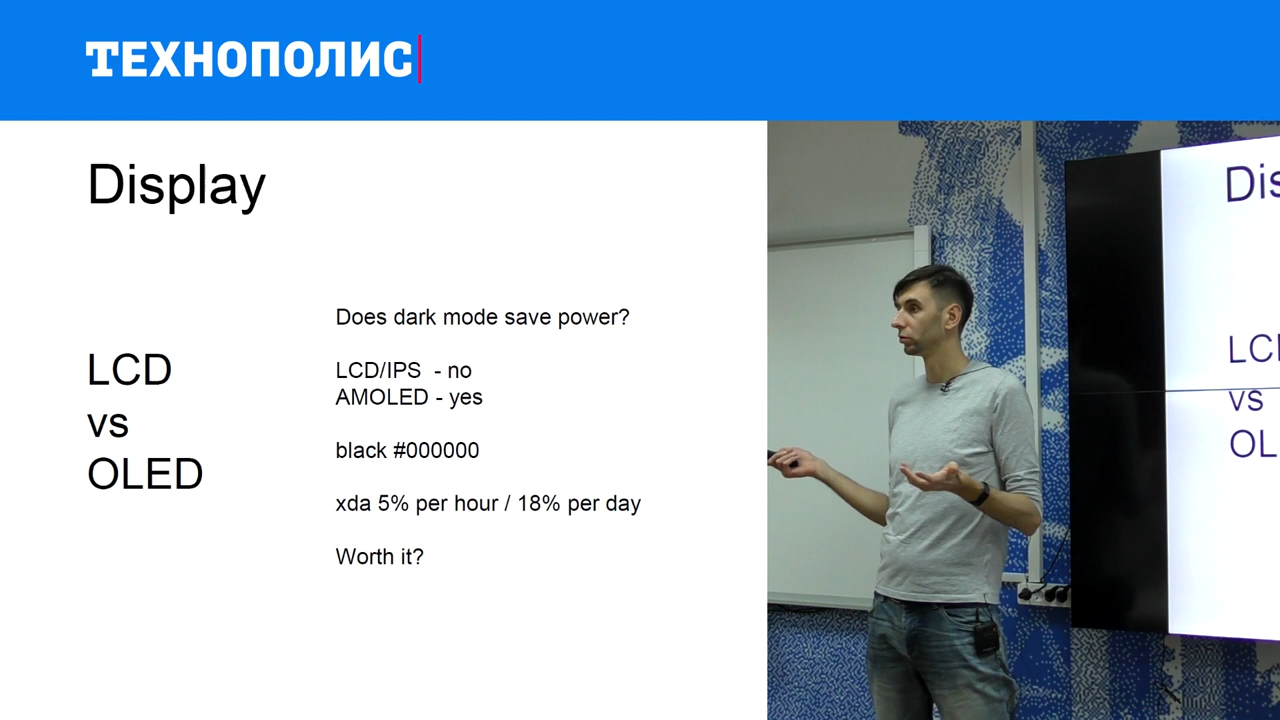 ТЕХНОПОЛИС
Display
LCD
vs
OLED
Does dark mode save power?
LCD/IPS - no
AMOLED - yes
black #000000
xda 5% per hour / 18% per day
Worth it?
Dis
LCD
vs
OL